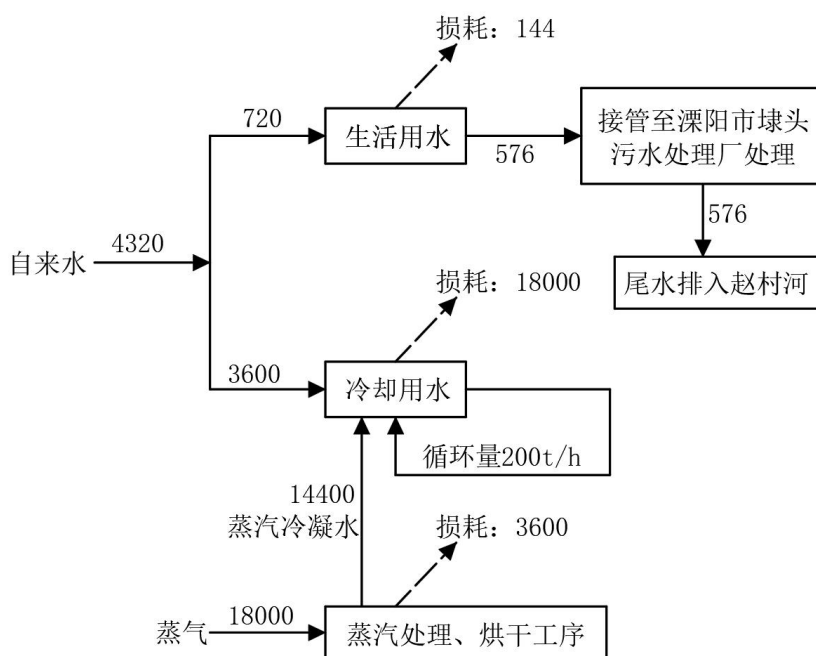 损耗：144
720
生活用水
576
接管至溧阳市埭头
污水处理厂处理
576
尾水排入赵村河
自来水
4320
损耗：18000
3600
冷却用水
循环量200t/h
14400
蒸汽冷凝水
损耗：3600
蒸气
18000
蒸汽处理、烘干工序